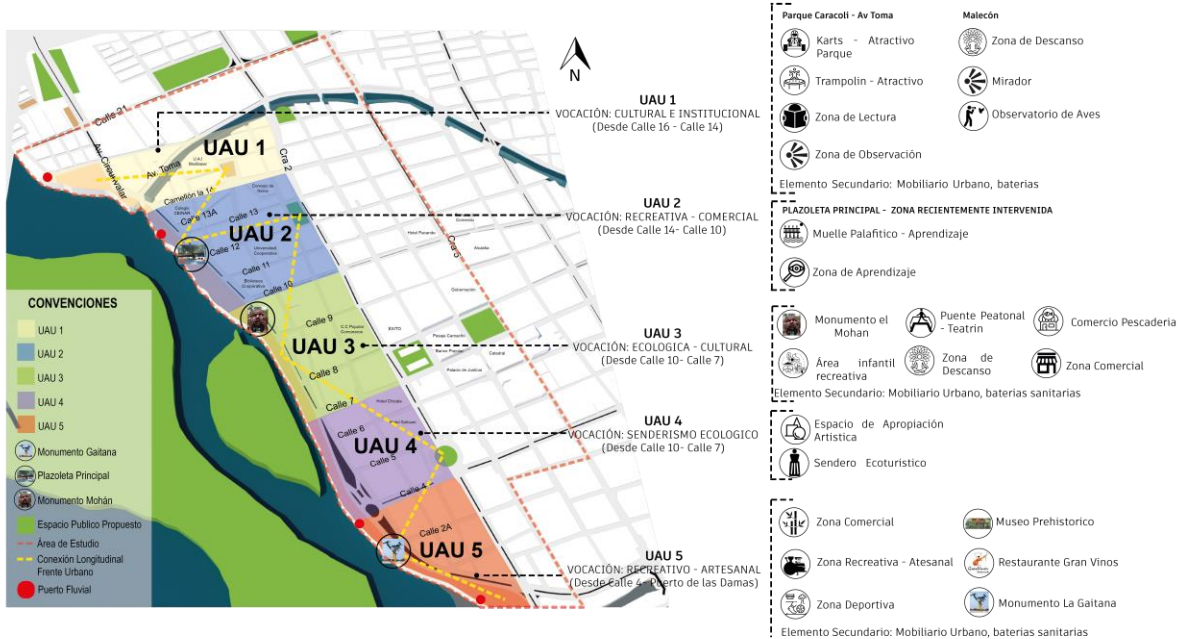 Calle 21
Av. Circunvalar
Av. Toma
UAU 1
Cra 2
Camellón la 14
Calle 13A
Calle 13
UAU 2
Calle 12
Universidad
Cooperativa
Calle 11
Calle 10
Cra 5
Calle 9
UAU 3
Calle 8
Calle 7
Calle 6
UAU 4
Calle 5
Calle 4
Calle 2A
UAU 5
N
CONVENCIONES
UAU 1
UAU 2
UAU 3
UAU 4
UAU 5
Monumento Gaitana
Plazoleta Principal
Monumento Mohán
Espacio Publico Propuesto
Área de Estudio
Conexión Longitudinal
Frente Urbano
Puerto Fluvial
UAU 1
VOCACIÓN: CULTURAL E INSTITUCIONAL
(Desde Calle 16 - Calle 14)
UAU 2
VOCACIÓN: RECREATIVA - COMERCIAL
(Desde Calle 14- Calle 10)
UAU 3
VOCACIÓN: ECOLOGICA - CULTURAL
(Desde Calle 10- Calle 7)
UAU 4
VOCACIÓN: SENDERISMO ECOLOGICO
(Desde Calle 10- Calle 7)
UAU 5
VOCACIÓN: RECREATIVO - ARTESANAL
(Desde Calle 4- Puerto de las Damas)
Parque Caracoli - Av Toma
Malecón
Karts - Atractivo
Parque
Zona de Descanso
Trampolin - Atractivo
Mirador
Zona de Lectura
Observatorio de Aves
Zona de Observación
Elemento Secundario: Mobiliario Urbano, baterias
PLAZOLETA PRINCIPAL - ZONA RECIENTEMENTE INTERVENIDA
Muelle Palafitico - Aprendizaje
Zona de Aprendizaje
Monumento el
Mohan
Puente Peatonal
- Teatrin
Comercio Pescaderia
Área infantil
recreativa
Zona de
Descanso
Zona Comercial
Elemento Secundario: Mobiliario Urbano, baterias sanitarias
Espacio de Apropiación
Artistica
Sendero Ecoturistico
Zona Comercial
Museo Prehistorico
Zona Recreativa - Atesanal
Restaurante Gran Vinos
Zona Deportiva
Monumento La Gaitana
Elemento Secundario: Mobiliario Urbano, baterias sanitarias